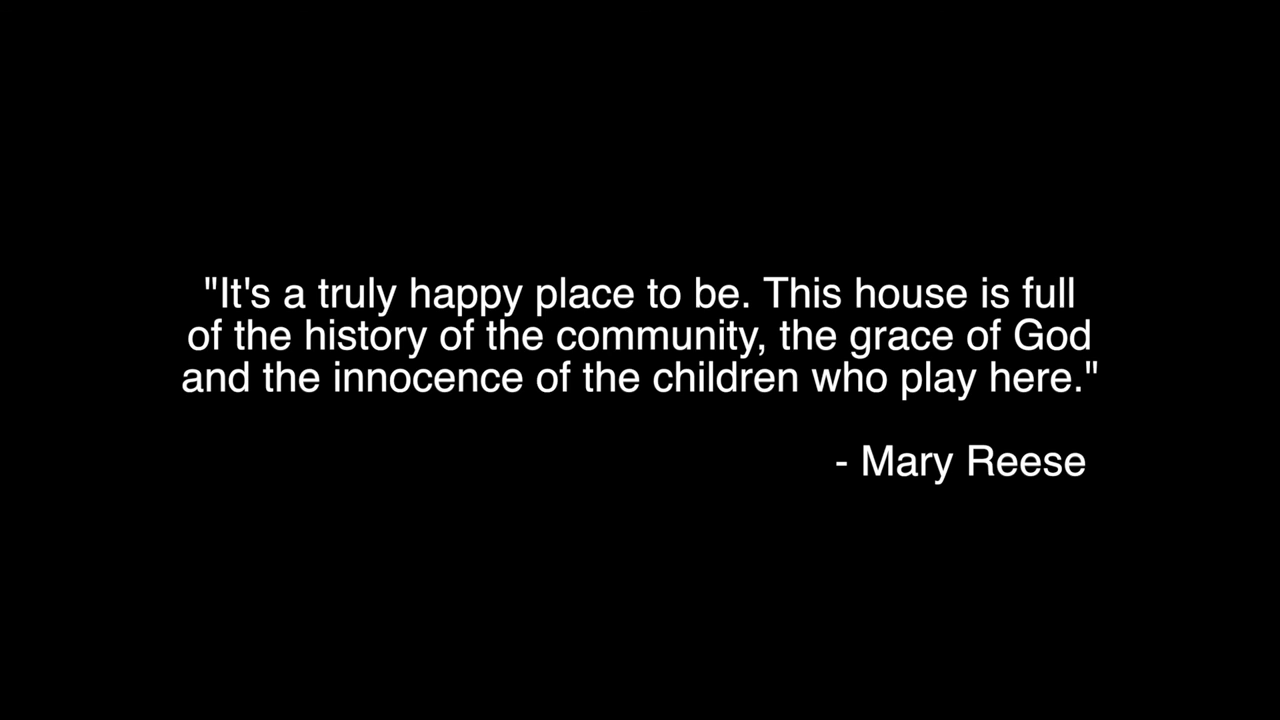 "It's a truly happy place to be. This house is full
of the history of the community, the grace of God
and the innocence of the children who play here."
- Mary Reese